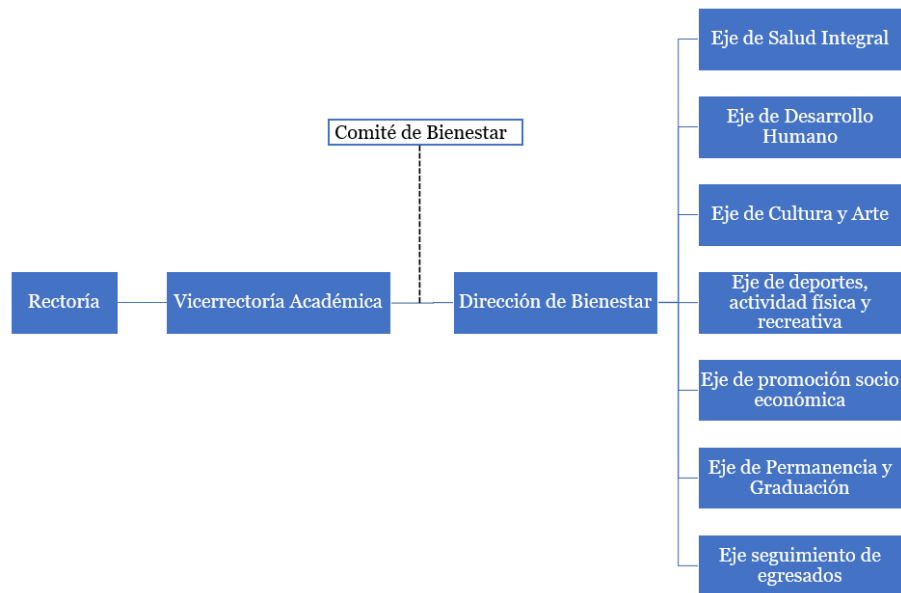 Eje de Salud Integral
Eje de Desarrollo
Humano
Comité de Bienestar
Eje de Cultura y Arte
Rectoría
Vicerrectoría Académica
Dirección de Bienestar
Eje de deportes,
actividad física y
recreativa
Eje de promoción socio
económica
Eje de Permanencia y
Graduación
Eje seguimiento de
egresados